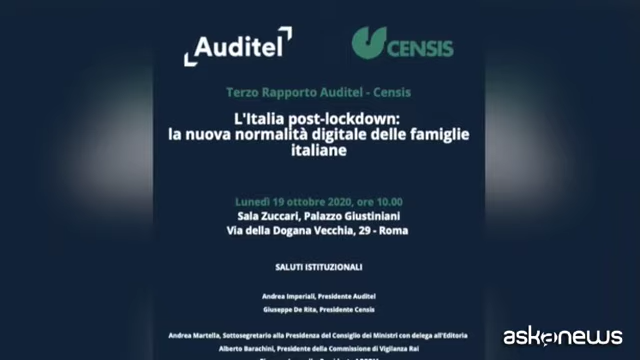 Auditel
CENSIS
Terzo Rapporto Auditel - Censis
L'Italia post-lockdown:
la nuova normalità digitale delle famiglie
italiane
Lunedì 19 ottobre 2020, ore 10.00
Sala Zuccari, Palazzo Giustiniani
Via della Dogana Vecchia, 29 - Roma
SALUTI ISTITUZIONALI
Andrea Imperiali, Presidente Auditel
Giuseppe De Rita, Presidente Censis
Andrea Martella, Sottosegretario alla Presidenza del Consiglio dei Ministri con delega all'Editoria
Alberto Barachini, Presidente della Commissione di Vigilanza Rai
askanews